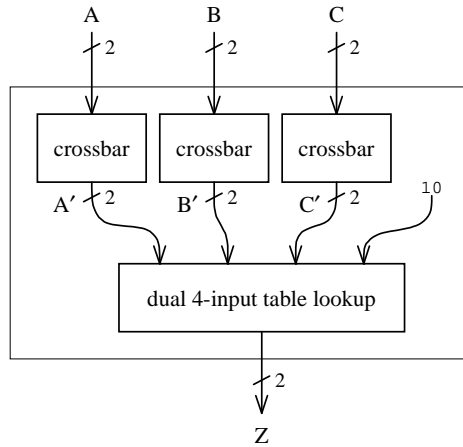 A B C
2 2 2
crossbar crossbar crossbar
A′ 2 B′ 2 C′ 2 10
dual 4-input table lookup
2
Z